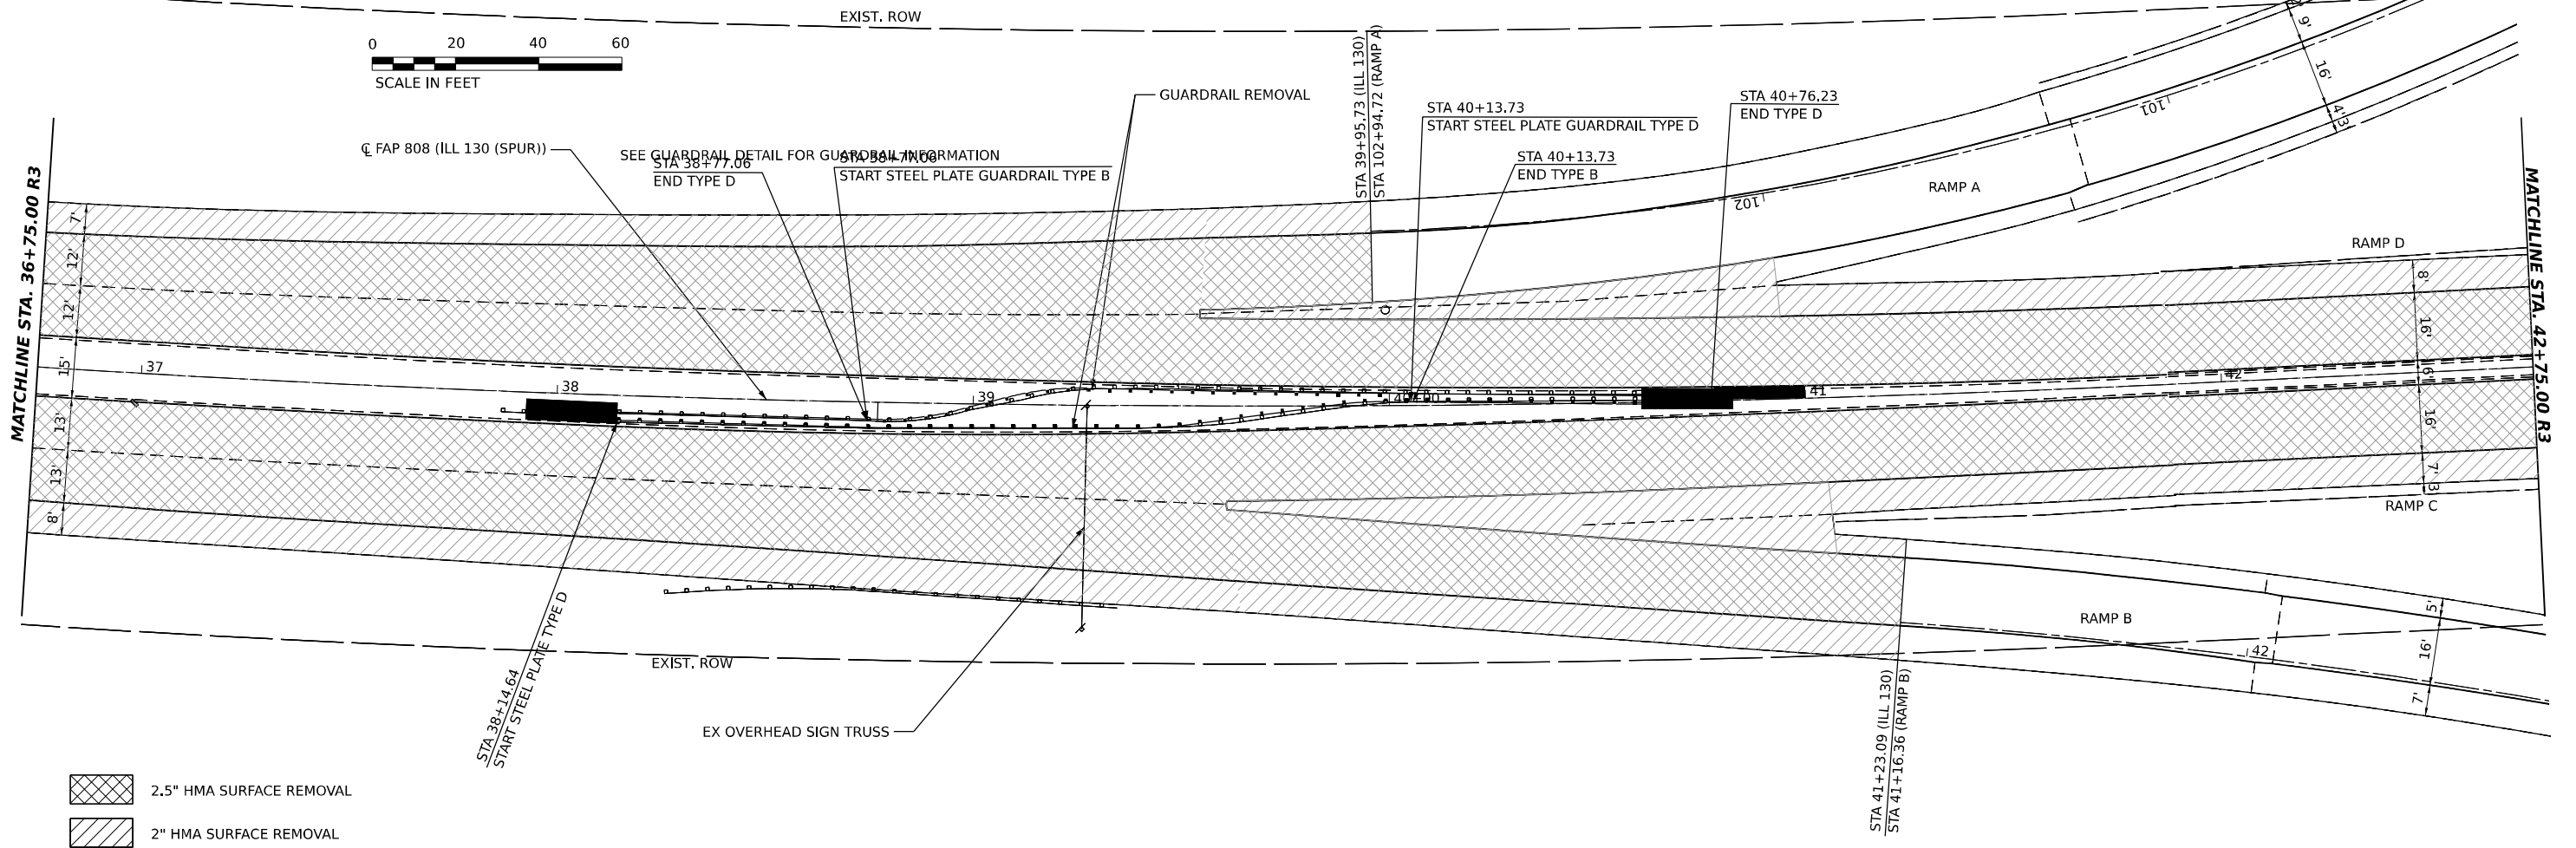 EXIST. ROW
0 20 40 60
SCALE IN FEET
STA 39+95.73 (ILL 130)
STA 102+94.72 (RAMP A)
GUARDRAIL REMOVAL
STA 40+13.73
START STEEL PLATE GUARDRAIL TYPE D
STA 40+76.23
END TYPE D
℄ FAP 808 (ILL 130 (SPUR))
SEE GUARDRAIL DETAIL FOR GUARDRAIL INFORMATION
STA 38+77.06
END TYPE D
STA 38+77.06
START STEEL PLATE GUARDRAIL TYPE B
STA 40+13.73
END TYPE B
9'
16'
4'
3'
101
102
RAMP A
RAMP D
MATCHLINE STA. 36+75.00 R3
MATCHLINE STA. 42+75.00 R3
7'
12'
12'
15'
13'
13'
8'
37
38
39
40+00
41
42
8'
16'
6'
16'
7'
3
RAMP C
RAMP B
42
5'
16'
7'
EXIST. ROW
STA 38+14.64
START STEEL PLATE TYPE D
EX OVERHEAD SIGN TRUSS
STA 41+23.09 (ILL 130)
STA 41+16.36 (RAMP B)
2.5" HMA SURFACE REMOVAL
2" HMA SURFACE REMOVAL